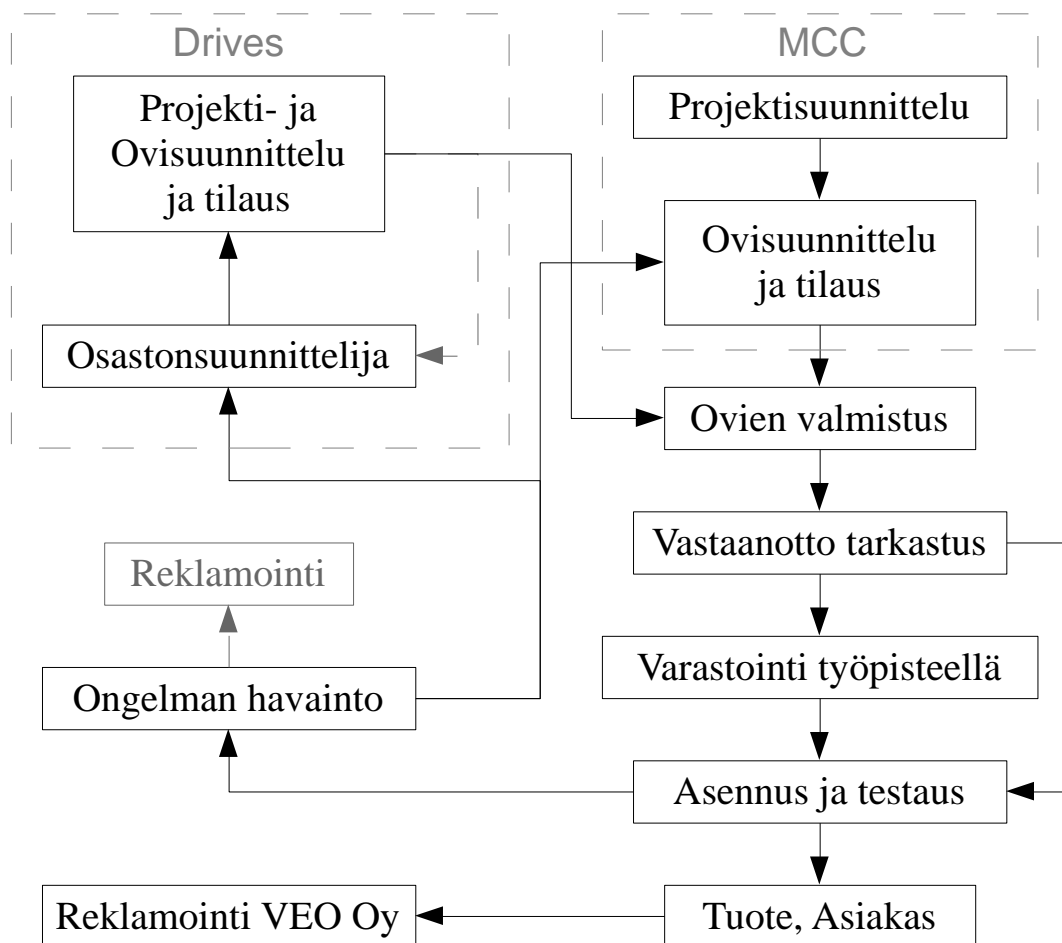 Drives
Projekti- ja
Ovisuunnittelu
ja tilaus
Osastonsuunnittelija
MCC
Projektisuunnittelu
Ovisuunnittelu
ja tilaus
Ovien valmistus
Vastaanotto tarkastus
Reklamointi
Varastointi työpisteellä
Ongelman havainto
Asennus ja testaus
Reklamointi VEO Oy
Tuote, Asiakas